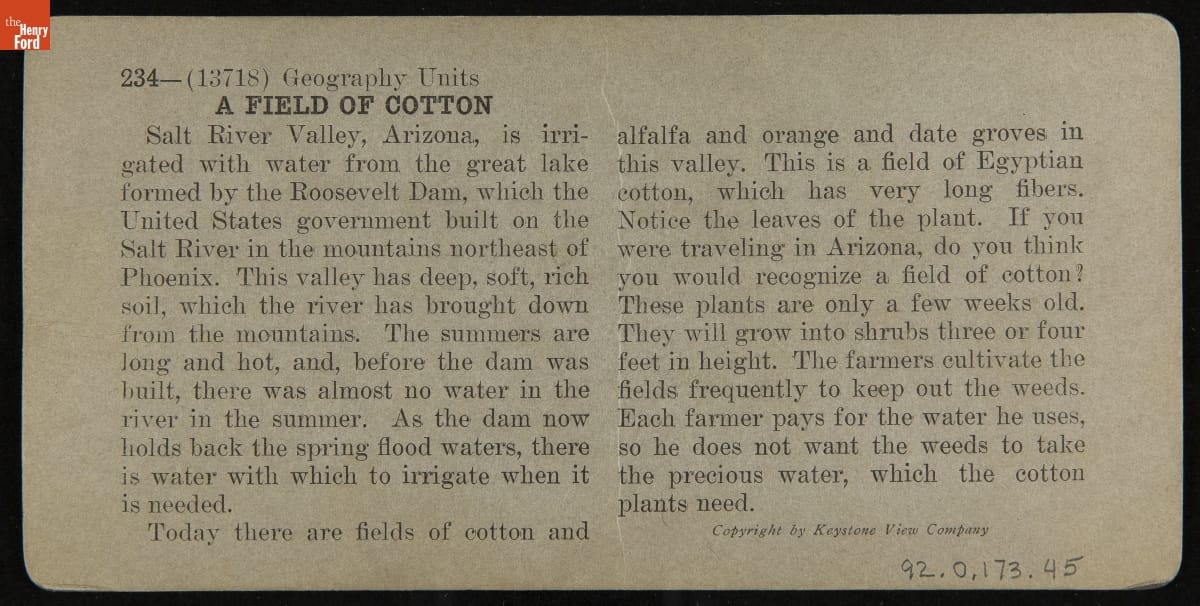 the
Henry
Ford
234—(13718) Geography Units
A FIELD OF COTTON
Salt River Valley, Arizona, is irri-
gated with water from the great lake
formed by the Roosevelt Dam, which the
United States government built on the
Salt River in the mountains northeast of
Phoenix. This valley has deep, soft, rich
soil, which the river has brought down
from the mountains. The summers are
long and hot, and, before the dam was
built, there was almost no water in the
river in the summer. As the dam now
holds back the spring flood waters, there
is water with which to irrigate when it
is needed.
Today there are fields of cotton and
alfalfa and orange and date groves in
this valley. This is a field of Egyptian
cotton, which has very long fibers.
Notice the leaves of the plant. If you
were traveling in Arizona, do you think
you would recognize a field of cotton?
These plants are only a few weeks old.
They will grow into shrubs three or four
feet in height. The farmers cultivate the
fields frequently to keep out the weeds.
Each farmer pays for the water he uses,
so he does not want the weeds to take
the precious water, which the cotton
plants need.
Copyright by Keystone View Company
92.0.173.45